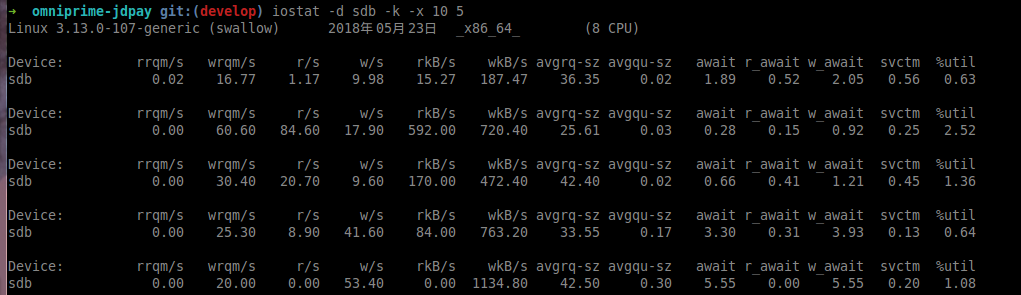 → omniprime-jdpay git:(develop) iostat -d sdb -k -x 10 5
Linux 3.13.0-107-generic (swallow) 2018年05月23日 _x86_64_ (8 CPU)
Device: rrqm/s wrqm/s r/s w/s rkB/s wkB/s avgrq-sz avgqu-sz await r_await w_await svctm %util
sdb 0.02 16.77 1.17 9.98 15.27 187.47 36.35 0.02 1.89 0.52 2.05 0.56 0.63
Device: rrqm/s wrqm/s r/s w/s rkB/s wkB/s avgrq-sz avgqu-sz await r_await w_await svctm %util
sdb 0.00 60.60 84.60 17.90 592.00 720.40 25.61 0.03 0.28 0.15 0.92 0.25 2.52
Device: rrqm/s wrqm/s r/s w/s rkB/s wkB/s avgrq-sz avgqu-sz await r_await w_await svctm %util
sdb 0.00 30.40 20.70 9.60 170.00 472.40 42.40 0.02 0.66 0.41 1.21 0.45 1.36
Device: rrqm/s wrqm/s r/s w/s rkB/s wkB/s avgrq-sz avgqu-sz await r_await w_await svctm %util
sdb 0.00 25.30 8.90 41.60 84.00 763.20 33.55 0.17 3.30 0.31 3.93 0.13 0.64
Device: rrqm/s wrqm/s r/s w/s rkB/s wkB/s avgrq-sz avgqu-sz await r_await w_await svctm %util
sdb 0.00 20.00 0.00 53.40 0.00 1134.80 42.50 0.30 5.55 0.00 5.55 0.20 1.08